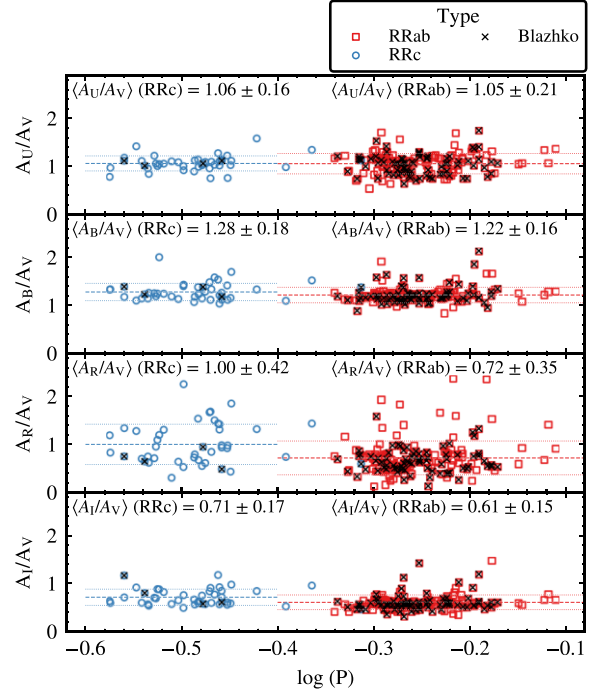 Type
RRab
Blazhko
RRc
⟨A_U/A_V⟩ (RRc) = 1.06 ± 0.16
⟨A_U/A_V⟩ (RRab) = 1.05 ± 0.21
A_U/A_V
2
1
0
⟨A_B/A_V⟩ (RRc) = 1.28 ± 0.18
⟨A_B/A_V⟩ (RRab) = 1.22 ± 0.16
A_B/A_V
2
1
0
⟨A_R/A_V⟩ (RRc) = 1.00 ± 0.42
⟨A_R/A_V⟩ (RRab) = 0.72 ± 0.35
A_R/A_V
2
1
0
⟨A_I/A_V⟩ (RRc) = 0.71 ± 0.17
⟨A_I/A_V⟩ (RRab) = 0.61 ± 0.15
A_I/A_V
2
1
0
−0.6 −0.5 −0.4 −0.3 −0.2 −0.1
log (P)